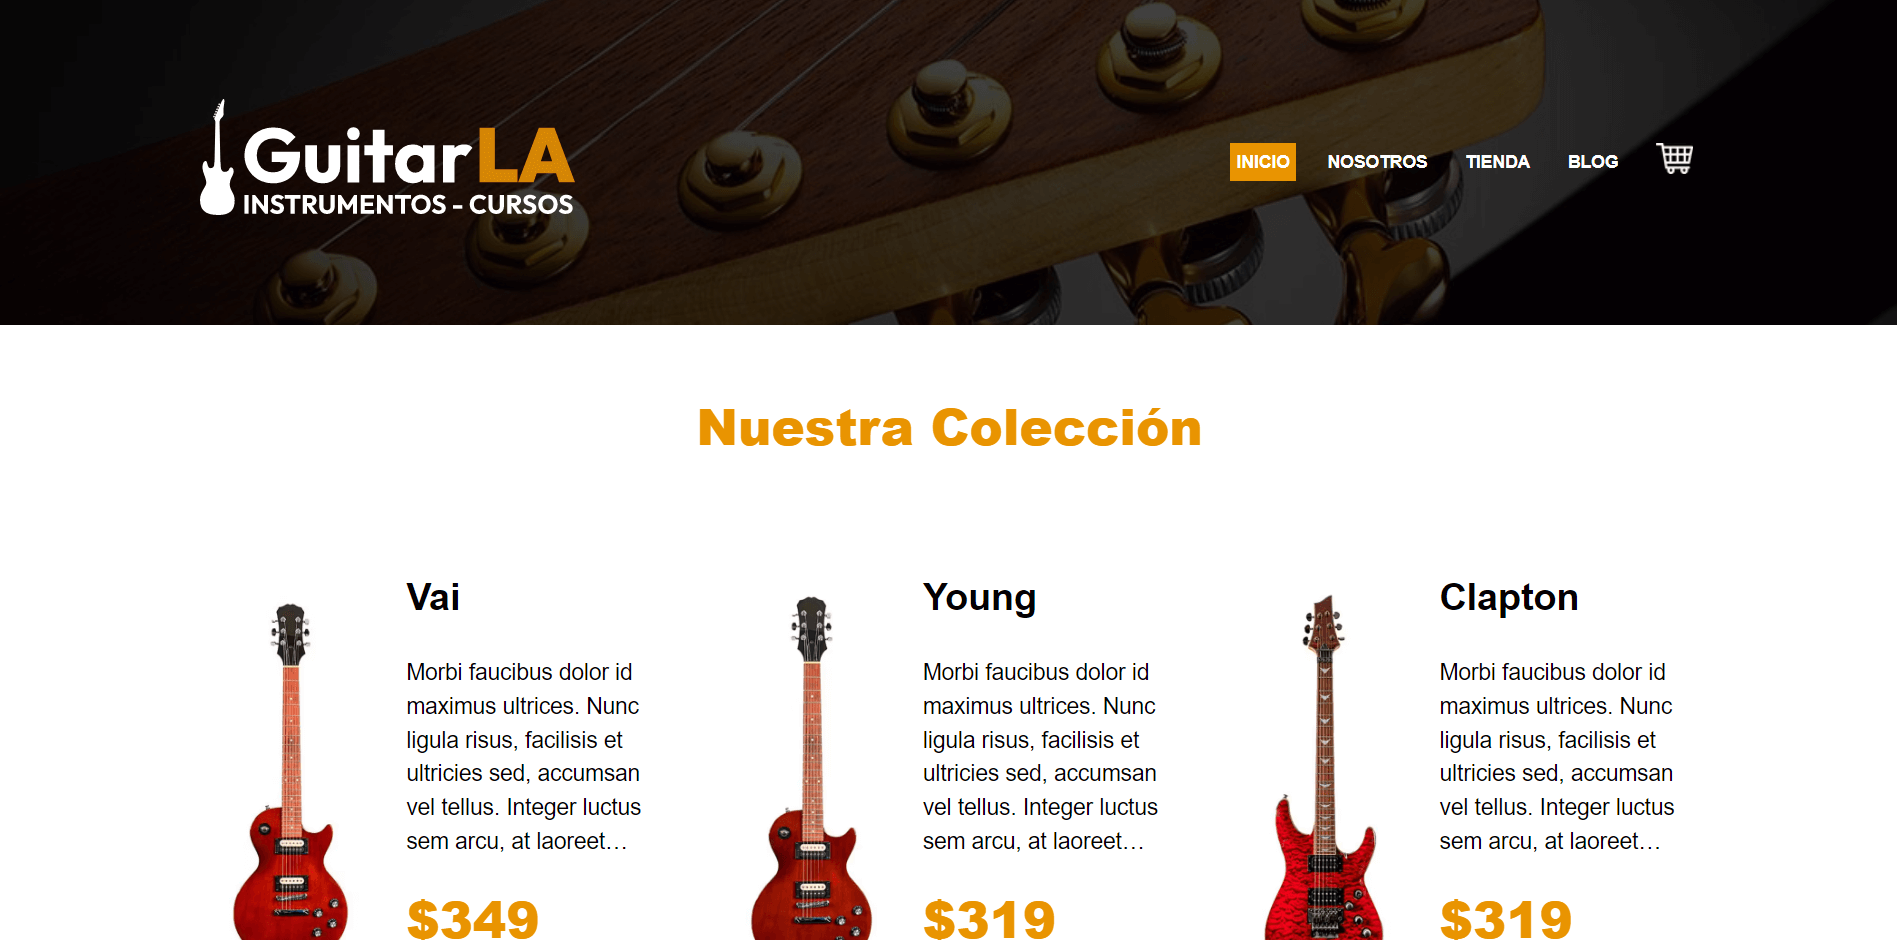 GuitarLA
INSTRUMENTOS - CURSOS
INICIO NOSOTROS TIENDA BLOG
Nuestra Colección
Vai
Morbi faucibus dolor id
maximus ultrices. Nunc
ligula risus, facilisis et
ultricies sed, accumsan
vel tellus. Integer luctus
sem arcu, at laoreet…
$349
Young
Morbi faucibus dolor id
maximus ultrices. Nunc
ligula risus, facilisis et
ultricies sed, accumsan
vel tellus. Integer luctus
sem arcu, at laoreet…
$319
Clapton
Morbi faucibus dolor id
maximus ultrices. Nunc
ligula risus, facilisis et
ultricies sed, accumsan
vel tellus. Integer luctus
sem arcu, at laoreet…
$319